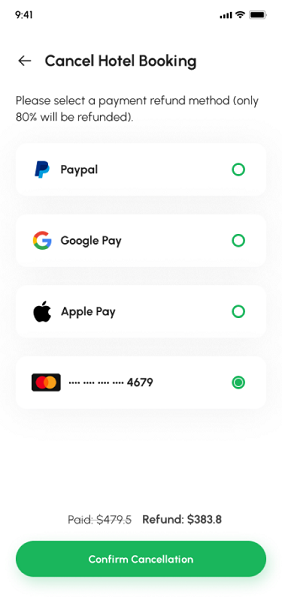 9:41
Cancel Hotel Booking
Please select a payment refund method (only
80% will be refunded).
Paypal
Google Pay
Apple Pay
···· ···· ···· ···· 4679
Paid: $479.5 Refund: $383.8
Confirm Cancellation